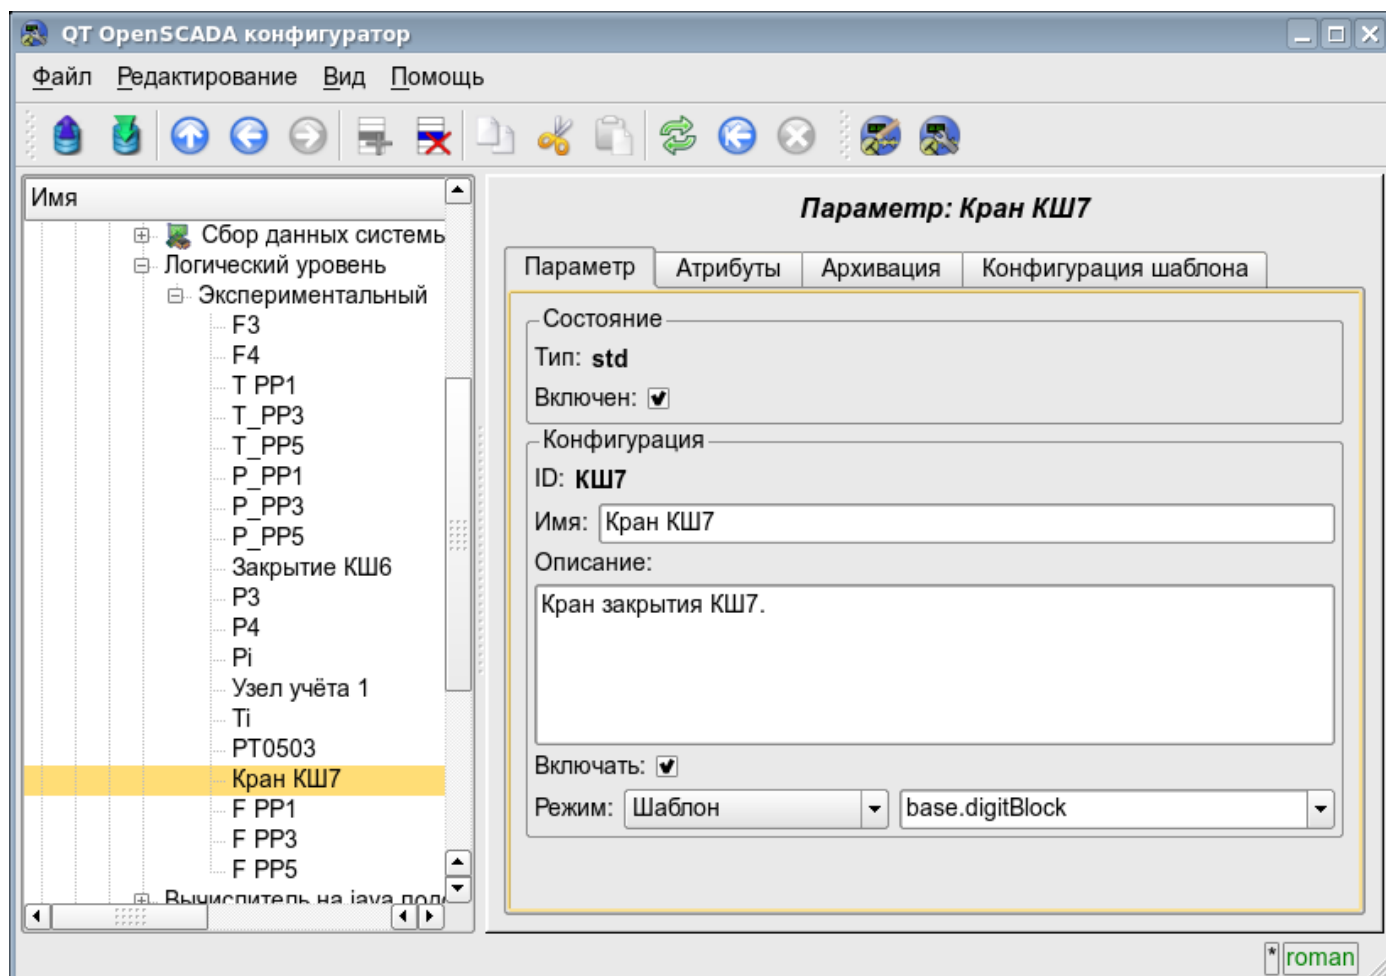 QT OpenSCADA конфигуратор
Файл Редактирование Вид Помощь
Имя
Сбор данных системы
Логический уровень
Экспериментальный
F3
F4
T PP1
T_PP3
T_PP5
P_PP1
P_PP3
P_PP5
Закрытие КШ6
P3
P4
Pi
Узел учёта 1
Ti
PT0503
Кран КШ7
F PP1
F PP3
F PP5
Вычислитель на java
Параметр: Кран КШ7
Параметр Атрибуты Архивация Конфигурация шаблона
Состояние
Тип: std
Включен:
Конфигурация
ID: КШ7
Имя: Кран КШ7
Описание:
Кран закрытия КШ7.
Включать:
Режим: Шаблон base.digitBlock
* roman